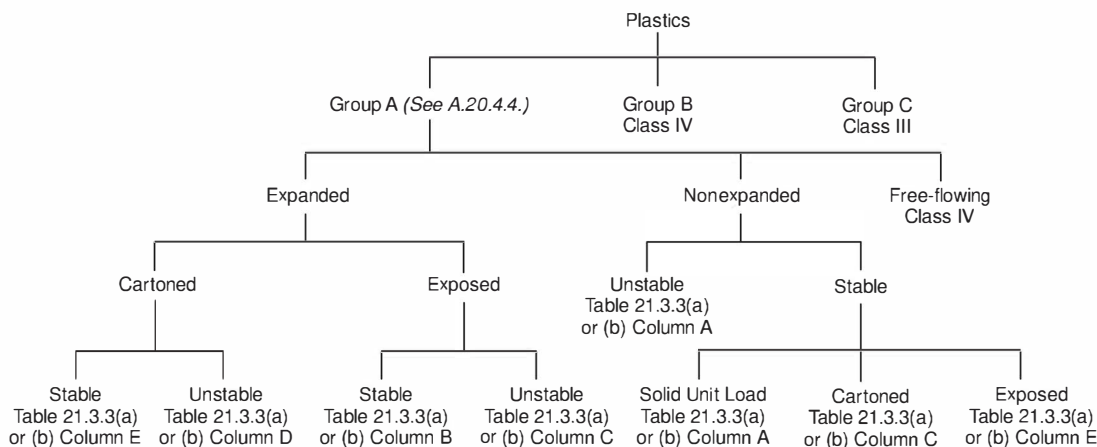 Plastics
Group A (See A.20.4.4.)
Group B
Class IV
Group C
Class III
Expanded
Nonexpanded
Free-flowing
Class IV
Cartoned
Exposed
Unstable
Table 21.3.3(a)
or (b) Column A
Stable
Stable
Table 21.3.3(a)
or (b) Column E
Unstable
Table 21.3.3(a)
or (b) Column D
Stable
Table 21.3.3(a)
or (b) Column B
Unstable
Table 21.3.3(a)
or (b) Column C
Solid Unit Load
Table 21.3.3(a)
or (b) Column A
Cartoned
Table 21.3.3(a)
or (b) Column C
Exposed
Table 21.3.3(a)
or (b) Column E